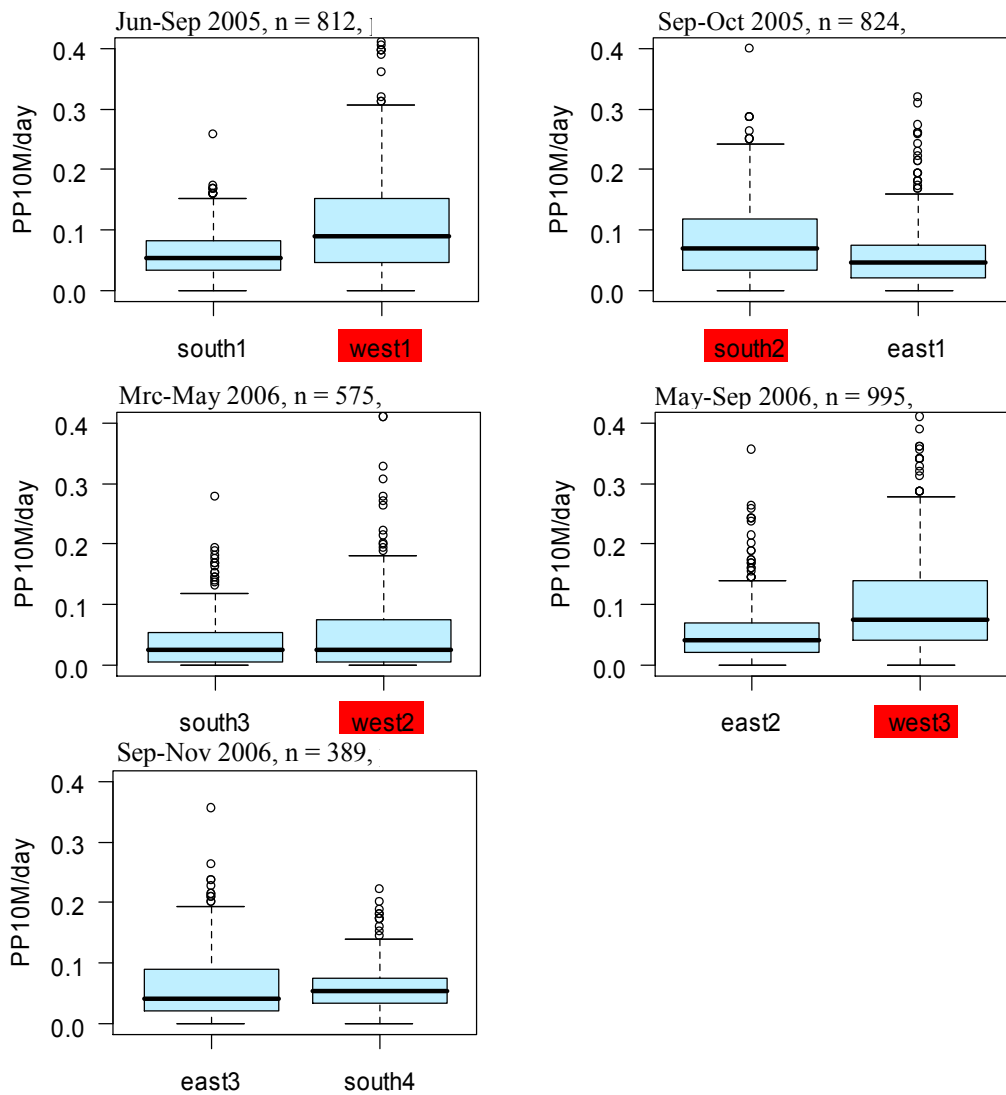 Jun-Sep 2005, n = 812,
PP10M/day
0.4
0.3
0.2
0.1
0.0
south1 west1
Sep-Oct 2005, n = 824,
PP10M/day
0.4
0.3
0.2
0.1
0.0
south2 east1
Mrc-May 2006, n = 575,
PP10M/day
0.4
0.3
0.2
0.1
0.0
south3 west2
May-Sep 2006, n = 995,
PP10M/day
0.4
0.3
0.2
0.1
0.0
east2 west3
Sep-Nov 2006, n = 389,
PP10M/day
0.4
0.3
0.2
0.1
0.0
east3 south4